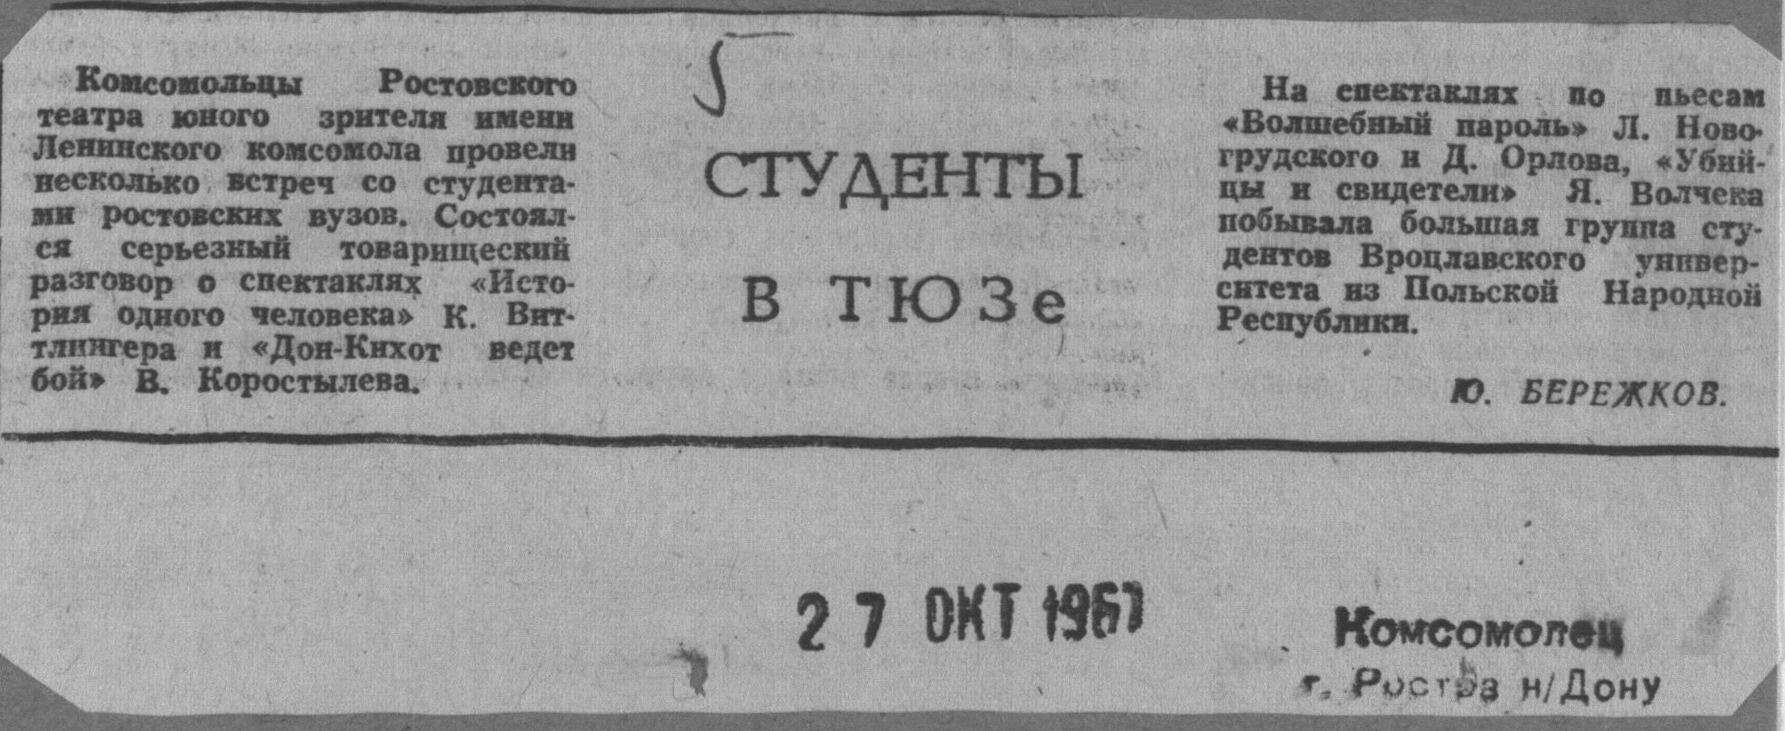 Комсомольцы Ростовского
театра юного зрителя имени
Ленинского комсомола провели
несколько встреч со студента-
ми ростовских вузов. Состоял-
ся серьезный товарищеский
разговор о спектаклях «Исто-
рия одного человека» К. Вит-
тлингера и «Дон-Кихот ведет
бой» В. Коростылева.
СТУДЕНТЫ
В ТЮЗе
На спектаклях по пьесам
«Волшебный пароль» Л. Ново-
грудского и Д. Орлова, «Убий-
цы и свидетели» Я. Волчека
побывала большая группа сту-
дентов Вроцлавского универ-
ситета из Польской Народной
Республики.
Ю. БЕРЕЖКОВ.
27 ОКТ 1967
Комсомолец
г. Ростов н/Дону